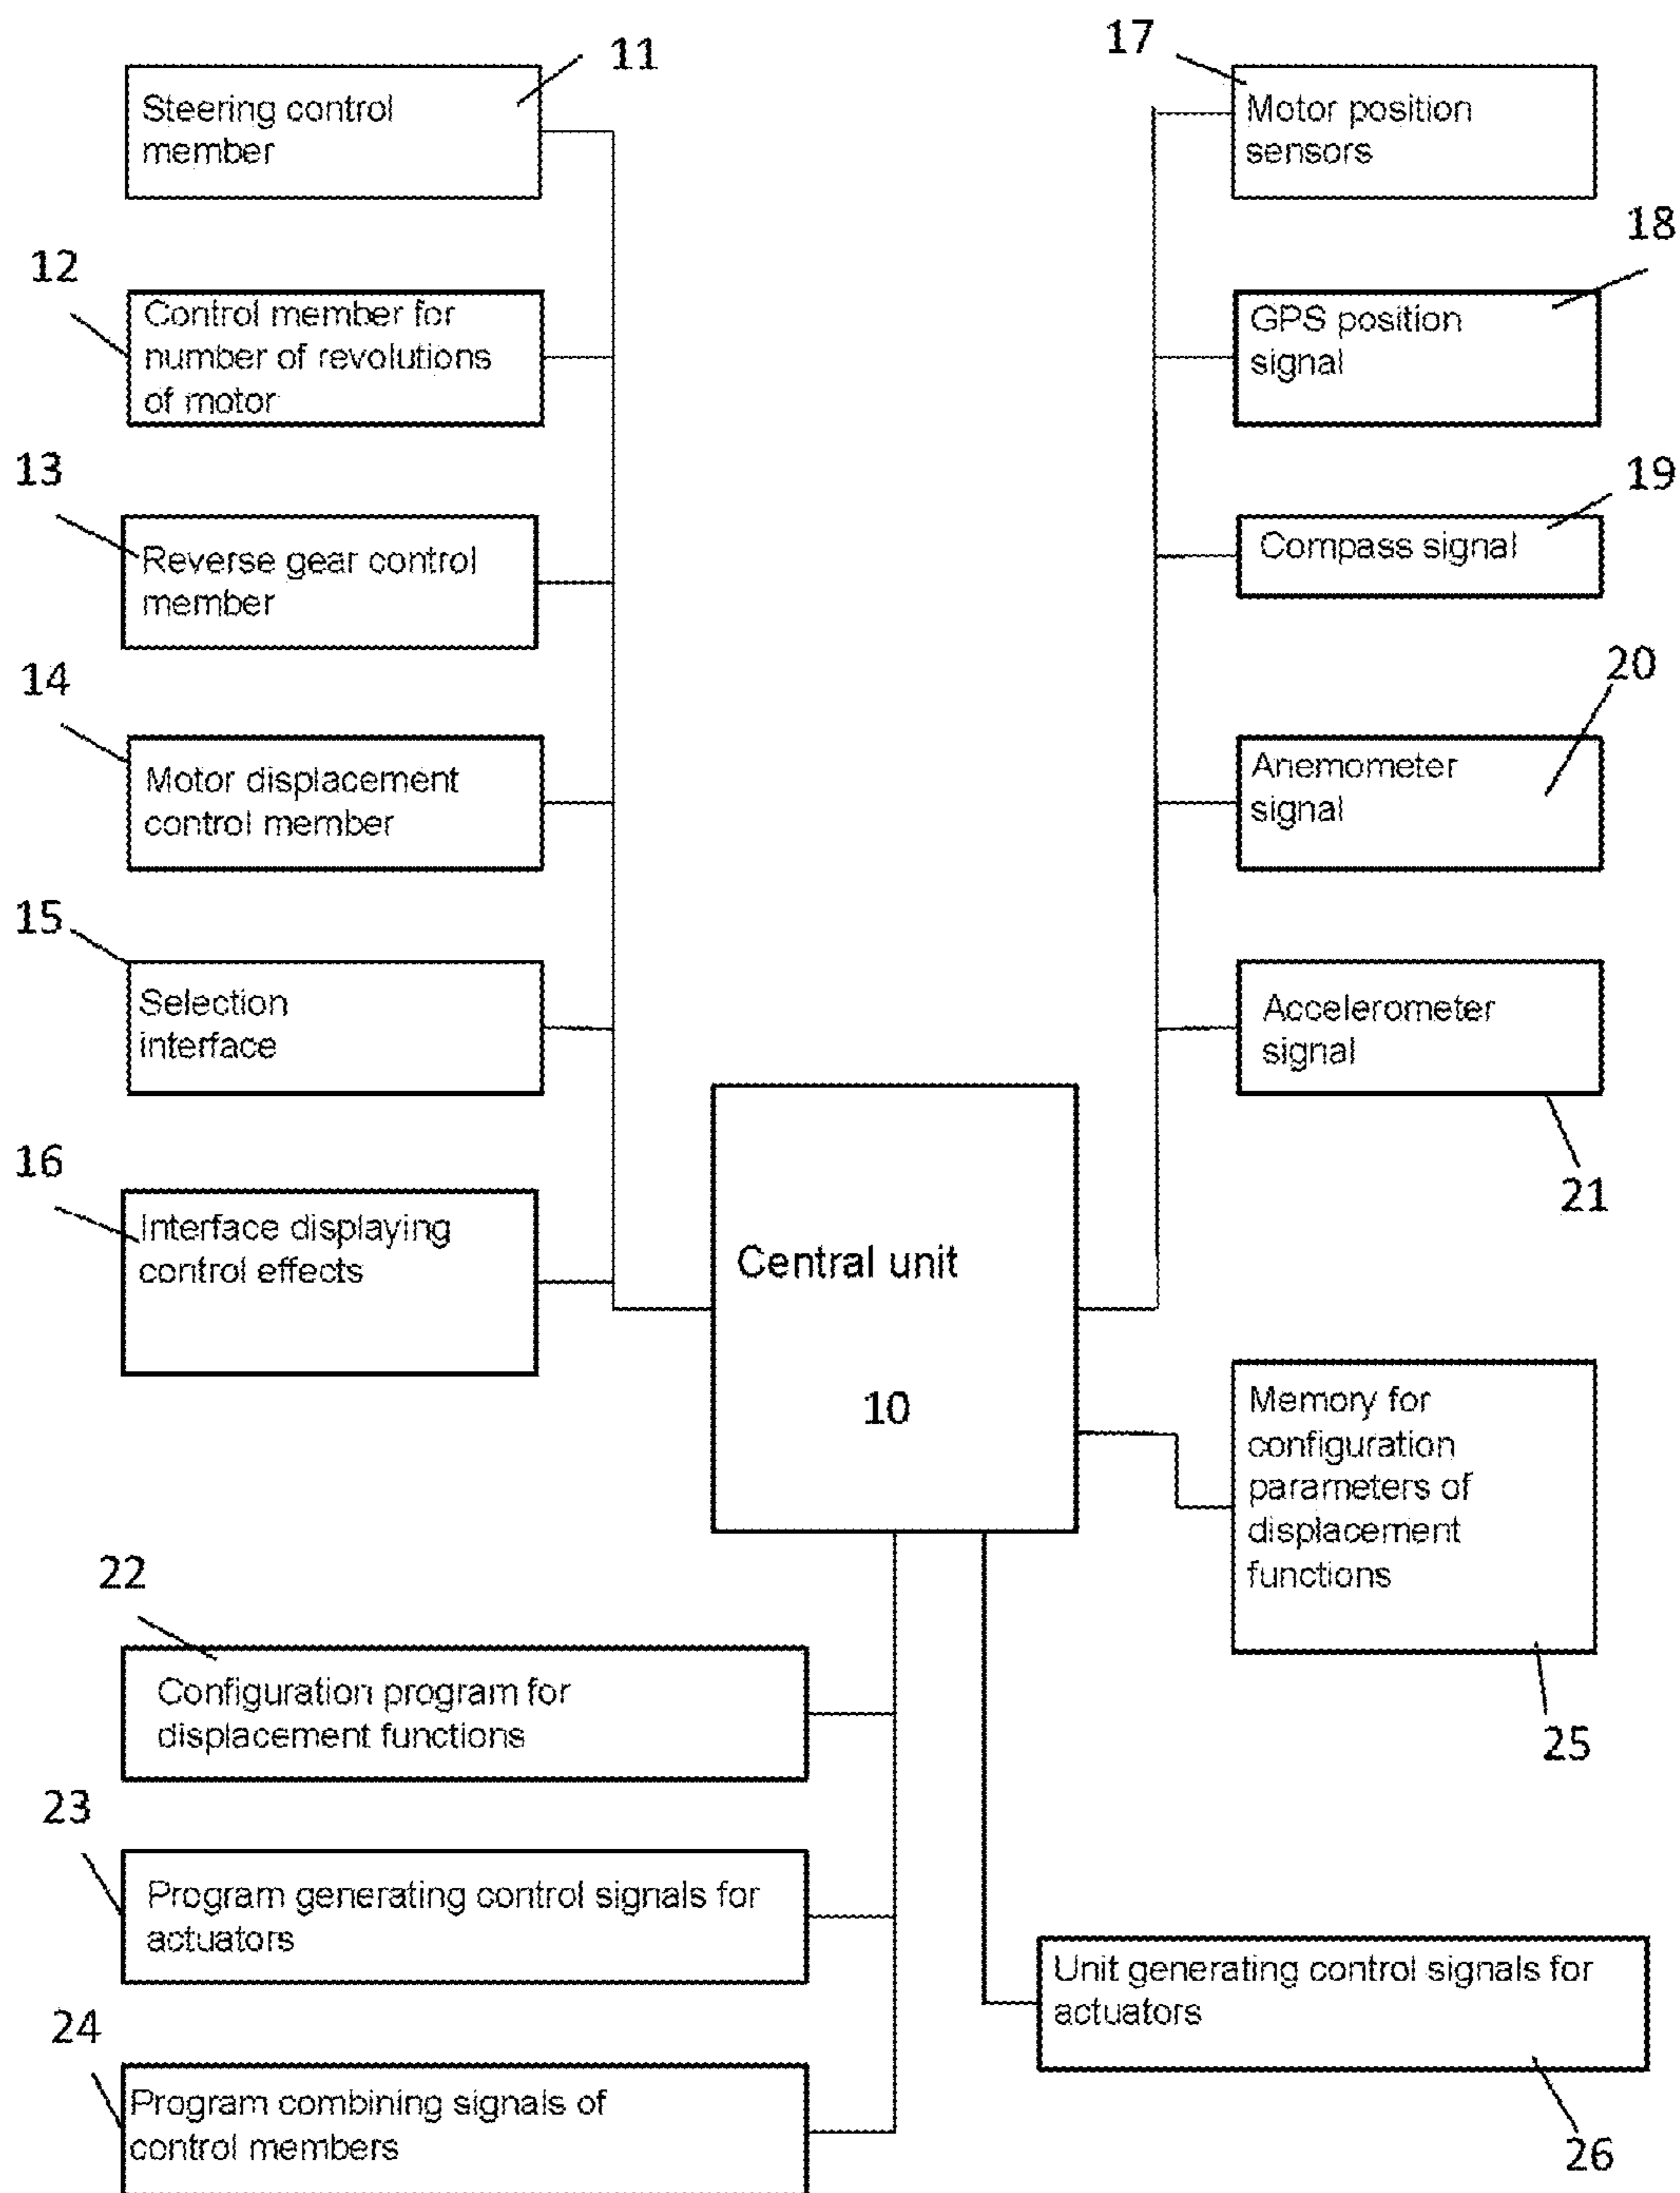 11
Steering control
member
12
Control member for
number of revolutions
of motor
13
Reverse gear control
member
14
Motor displacement
control member
15
Selection
interface
16
Interface displaying
control effects
17
Motor position
sensors
18
GPS position
signal
19
Compass signal
20
Anemometer
signal
Accelerometer
signal
21
Central unit
10
Memory for
configuration
parameters of
displacement
functions
25
22
Configuration program for
displacement functions
23
Program generating control signals for
actuators
24
Program combining signals of
control members
Unit generating control signals for
actuators
26